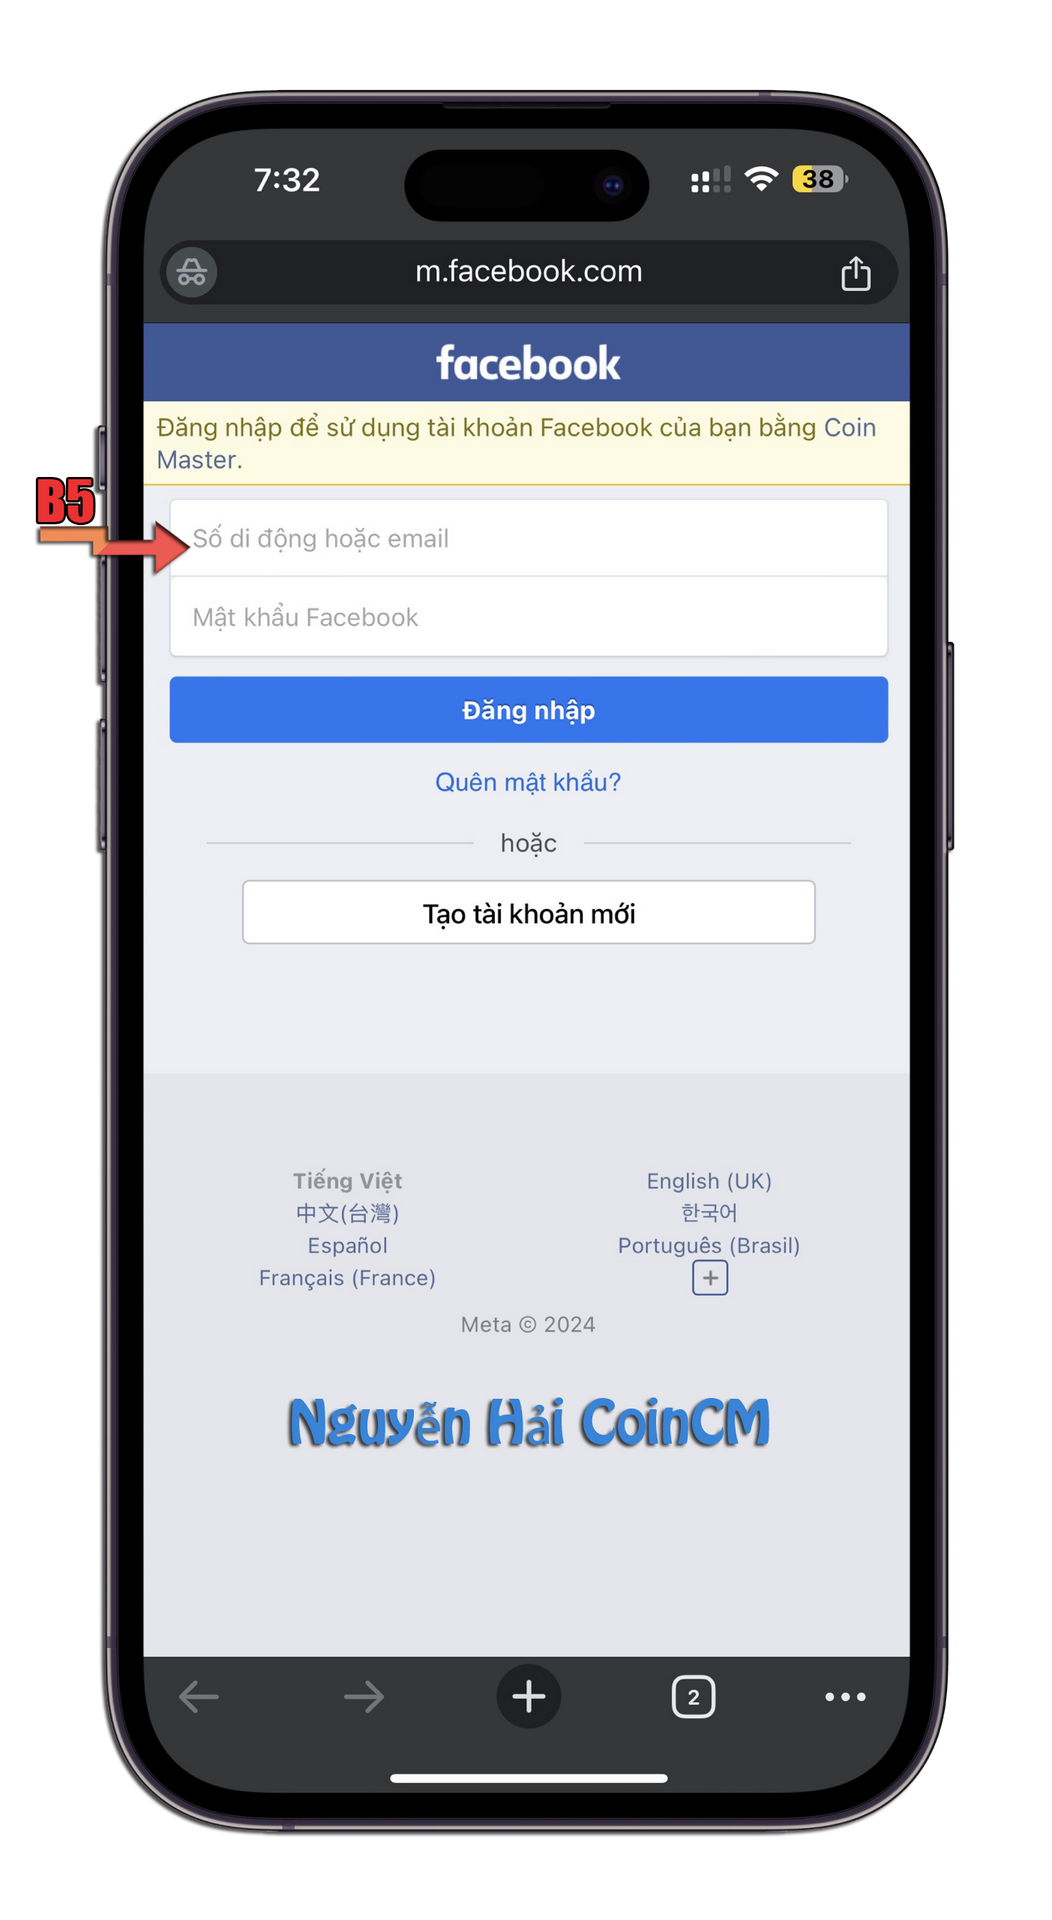 7:32
38
m.facebook.com
facebook
Đăng nhập để sử dụng tài khoản Facebook của bạn bằng Coin
Master.
B5
Số di động hoặc email
Mật khẩu Facebook
Đăng nhập
Quên mật khẩu?
hoặc
Tạo tài khoản mới
Tiếng Việt
English (UK)
中文(台灣)
한국어
Español
Português (Brasil)
Français (France)
Meta © 2024
Nguyễn Hải CoinCM
2